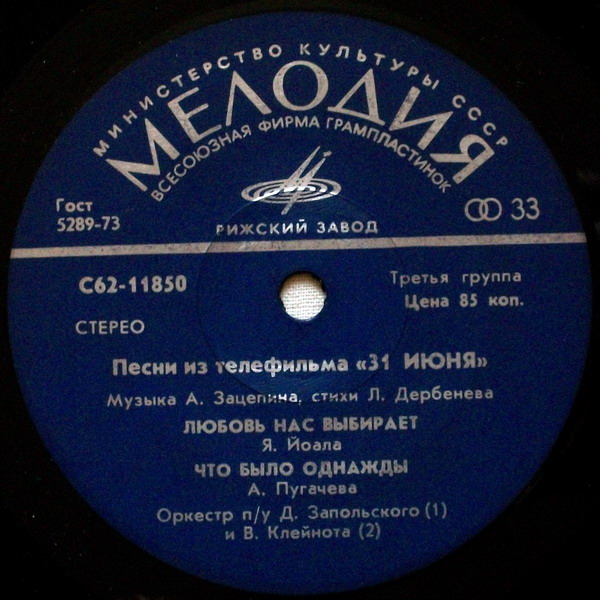 МИНИСТЕРСТВО КУЛЬТУРЫ СССР
МЕЛОДИЯ
ВСЕСОЮЗНАЯ ФИРМА ГРАМПЛАСТИНОК
Гост
5289-73
33
РИЖСКИЙ ЗАВОД
С62-11850
Третья группа
Цена 85 коп.
СТЕРЕО
Песни из телефильма «31 ИЮНЯ»
Музыка А. Зацепина, стихи Л. Дербенева
ЛЮБОВЬ НАС ВЫБИРАЕТ
Я. Йоала
ЧТО БЫЛО ОДНАЖДЫ
А. Пугачева
Оркестр п/у Д. Запольского (1)
и В. Клейнота (2)